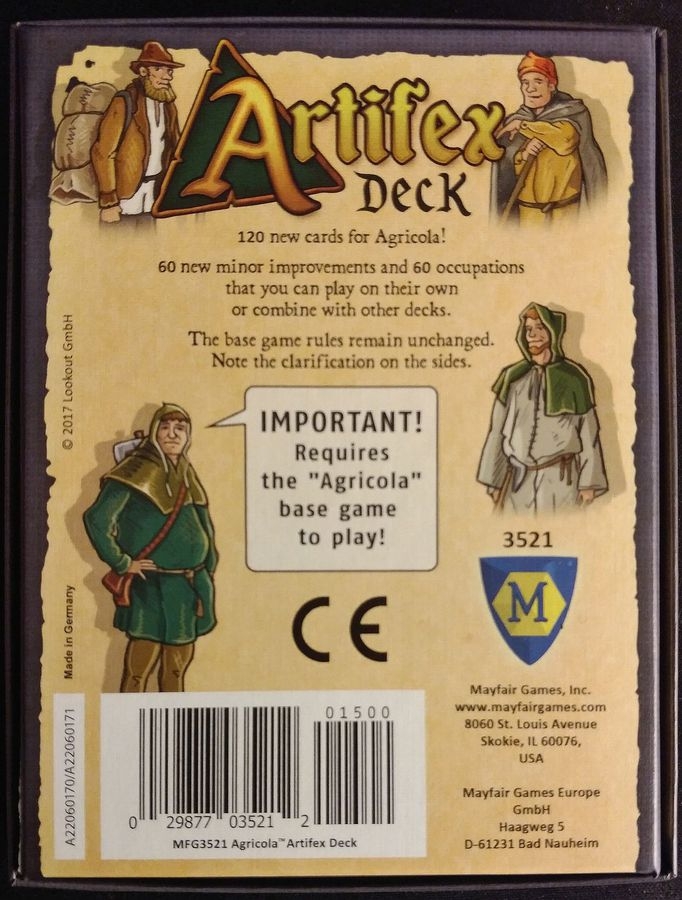 Artifex
Deck
120 new cards for Agricola!
60 new minor improvements and 60 occupations
that you can play on their own
or combine with other decks.
The base game rules remain unchanged.
Note the clarification on the sides.
© 2017 Lookout GmbH
IMPORTANT!
Requires
the "Agricola"
base game
to play!
3521
M
CE
Made in Germany
A22060170/A22060171
01500
0 29877 03521 2
MFG3521 Agricola™ Artifex Deck
Mayfair Games, Inc.
www.mayfairgames.com
8060 St. Louis Avenue
Skokie, IL 60076,
USA
Mayfair Games Europe
GmbH
Haagweg 5
D-61231 Bad Nauheim